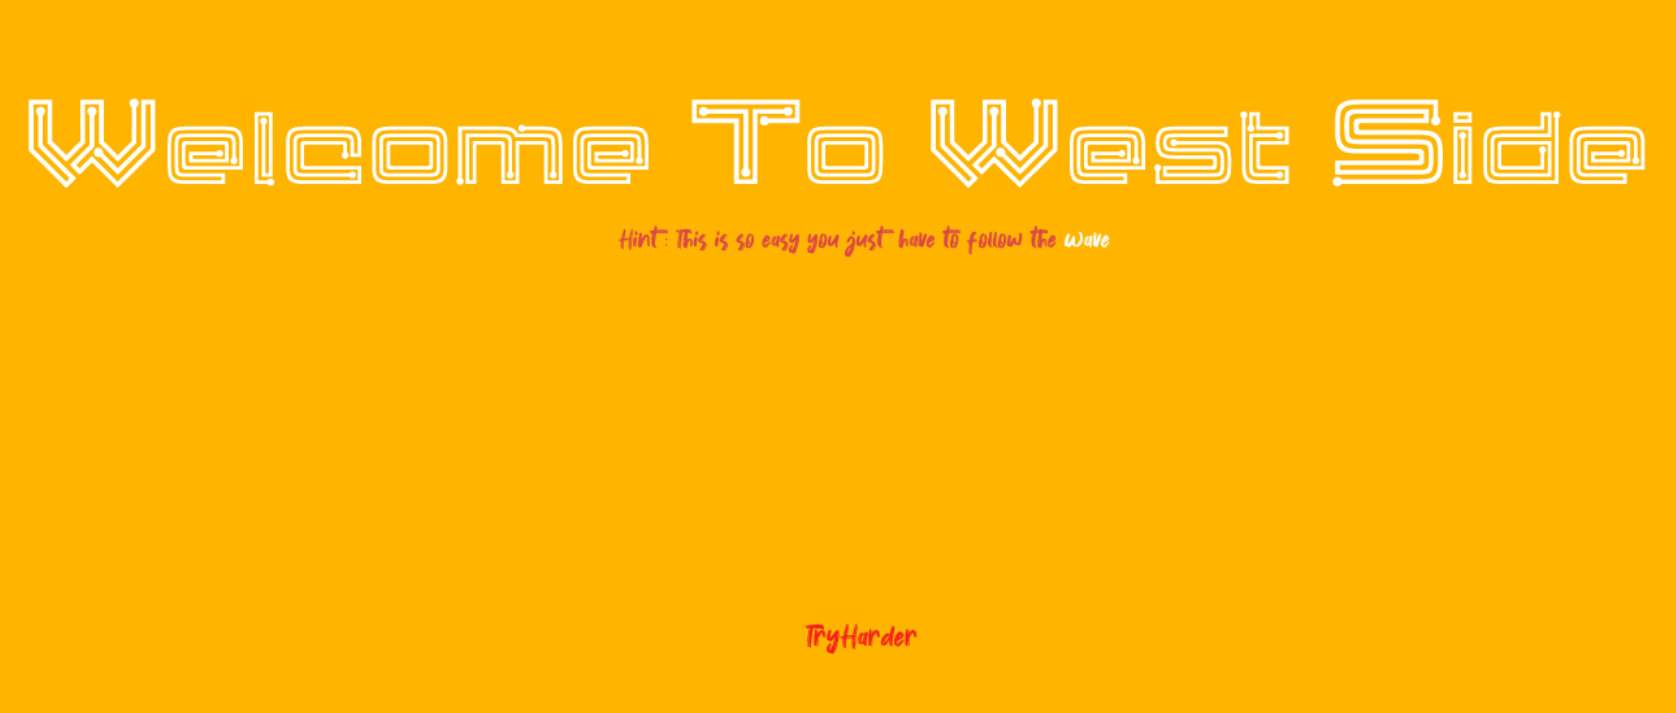 Welcome To West Side
Hint : This is so easy you just have to follow the wave
TryHarder